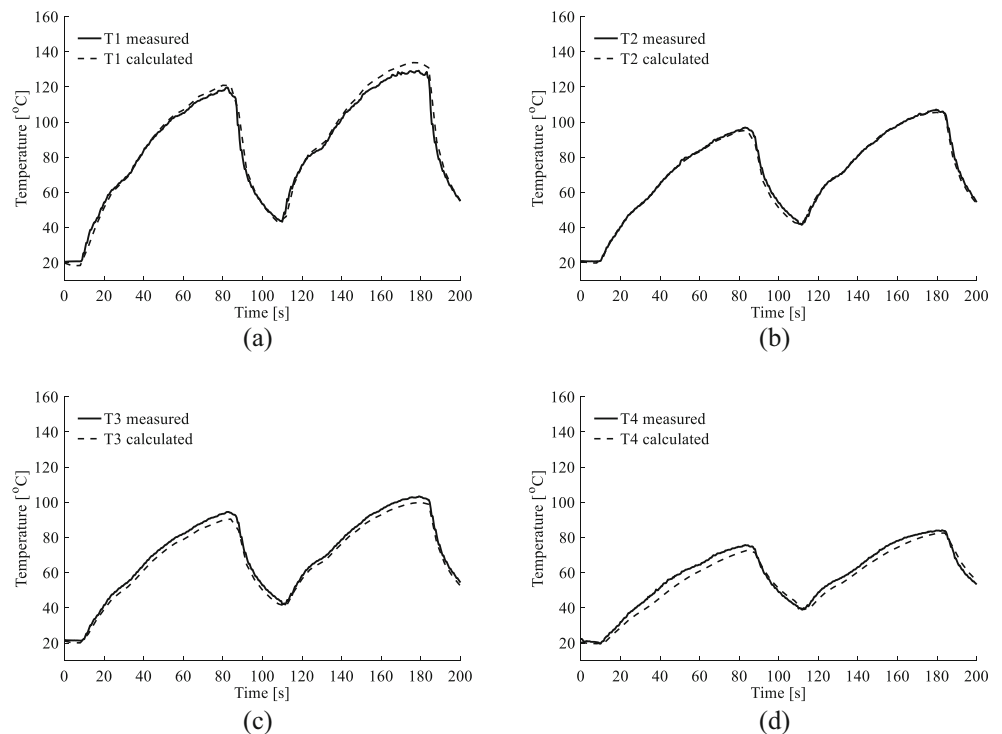 160
140
120
100
80
60
40
20
Temperature [°C]
T1 measured
T1 calculated
0 20 40 60 80 100 120 140 160 180 200
Time [s]
(a)
160
140
120
100
80
60
40
20
Temperature [°C]
T2 measured
T2 calculated
0 20 40 60 80 100 120 140 160 180 200
Time [s]
(b)
160
140
120
100
80
60
40
20
Temperature [°C]
T3 measured
T3 calculated
0 20 40 60 80 100 120 140 160 180 200
Time [s]
(c)
160
140
120
100
80
60
40
20
Temperature [°C]
T4 measured
T4 calculated
0 20 40 60 80 100 120 140 160 180 200
Time [s]
(d)